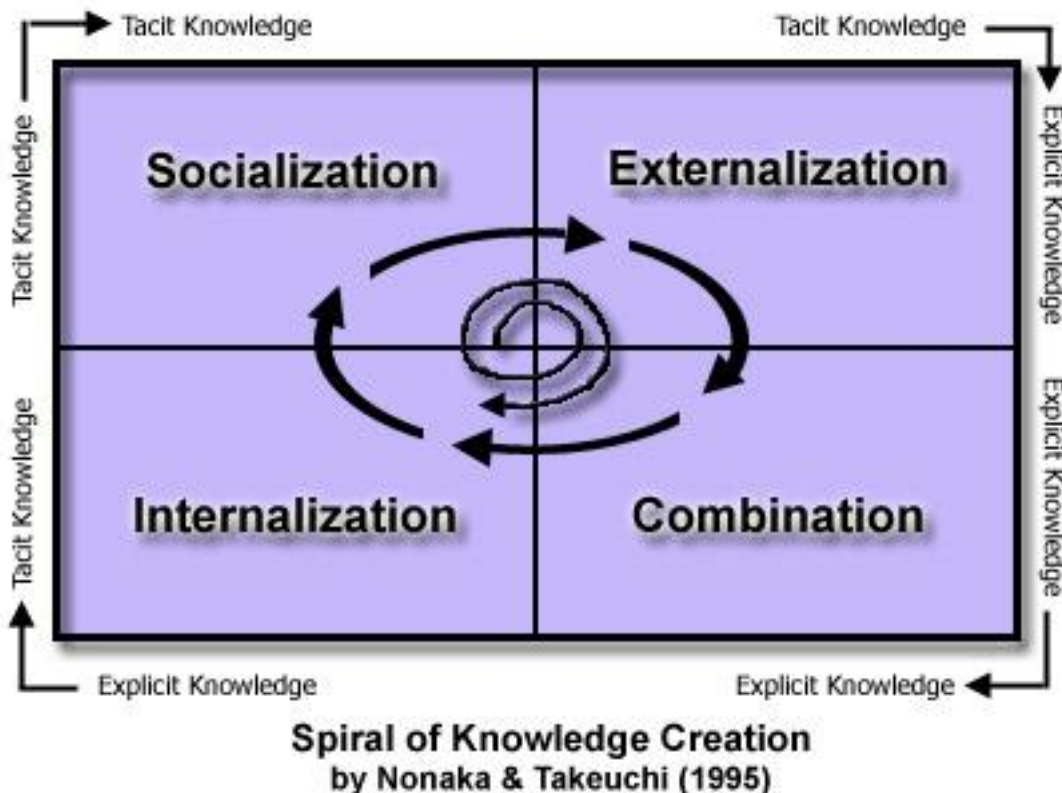 Tacit Knowledge
Tacit Knowledge
Tacit Knowledge
Explicit Knowledge
Socialization
Externalization
Internalization
Combination
Tacit Knowledge
Explicit Knowledge
Explicit Knowledge
Explicit Knowledge
Spiral of Knowledge Creation
by Nonaka & Takeuchi (1995)